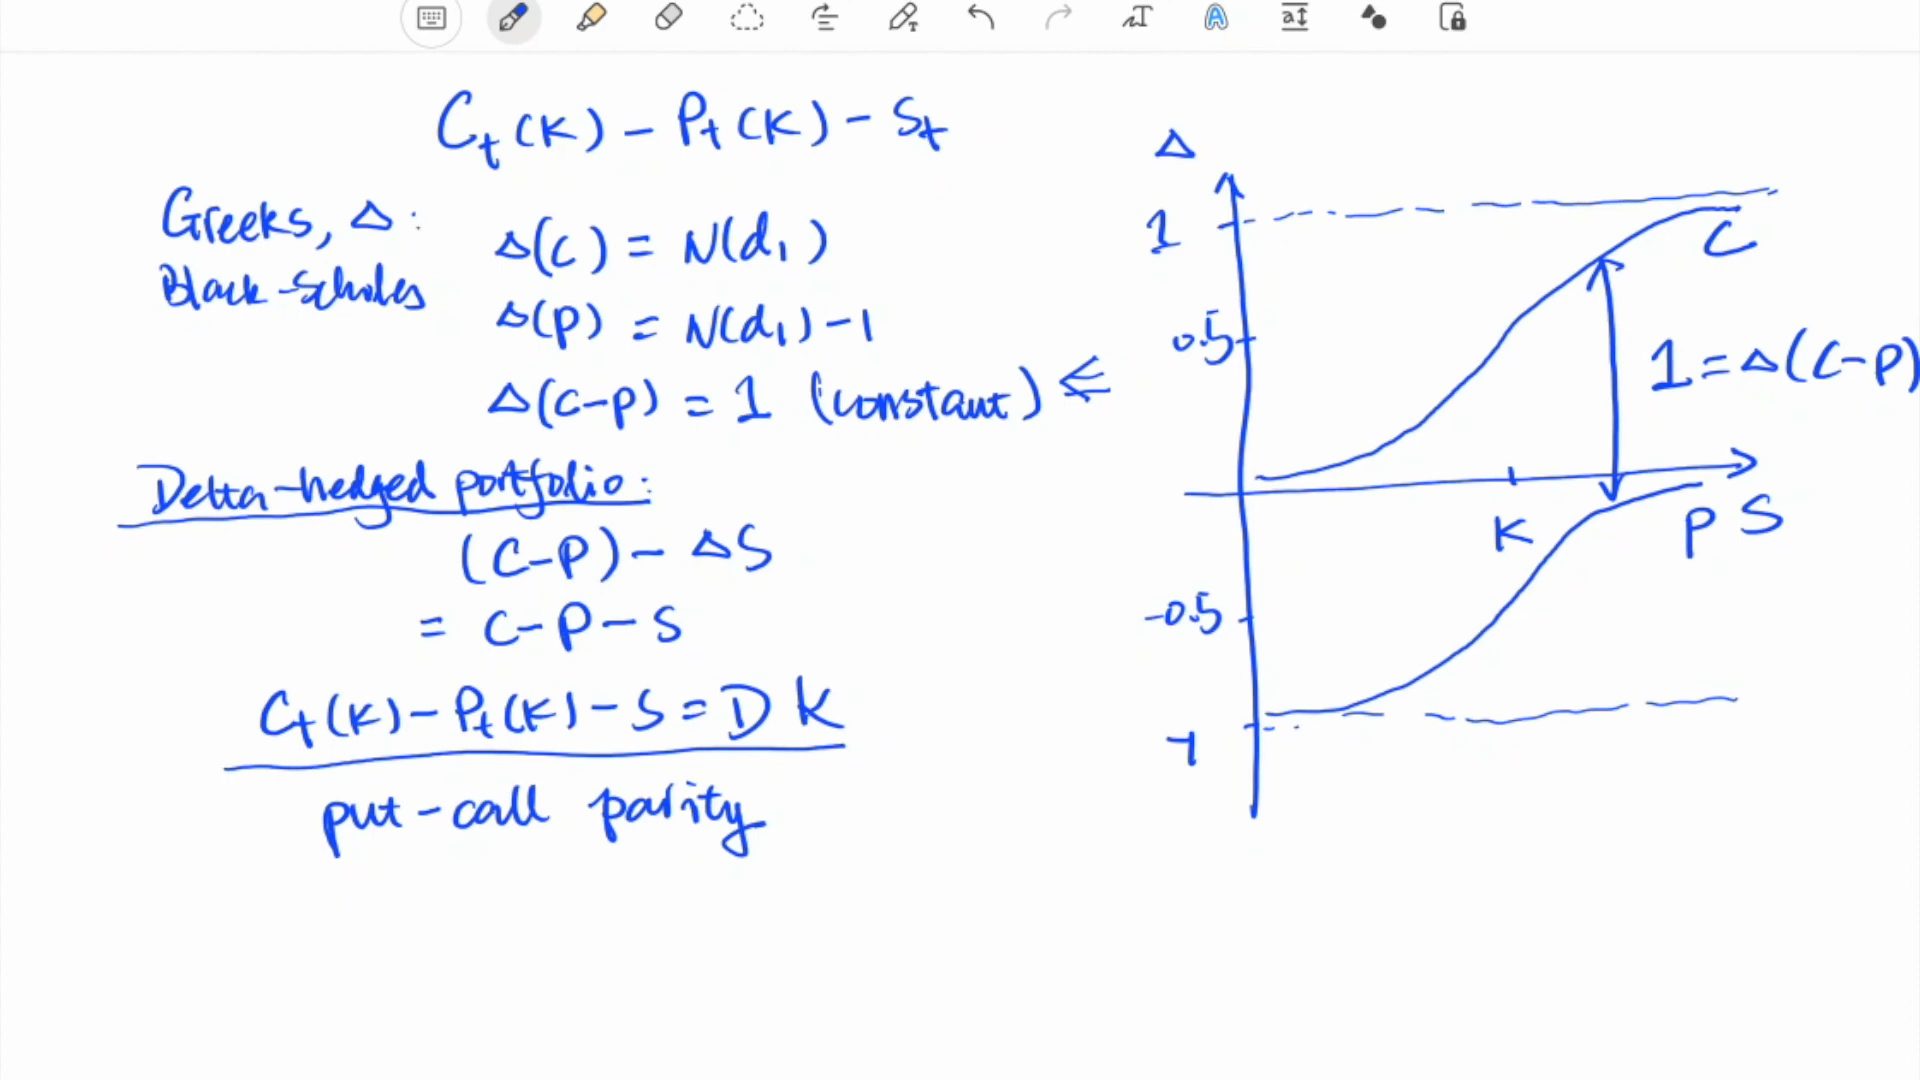 Cₜ(K) - Pₜ(K) - Sₜ
Greeks, Δ:
Black-Scholes
Δ(C) = N(d₁)
Δ(P) = N(d₁) - 1
Δ(C-P) = 1 (constant) ⇐
Delta-hedged portfolio:
(C-P) - ΔS
= C-P-S
Cₜ(K) - Pₜ(K) - S = D K
put-call parity
Δ
1
C
0.5
1 = Δ(C-P)
K
P S
-0.5
-1